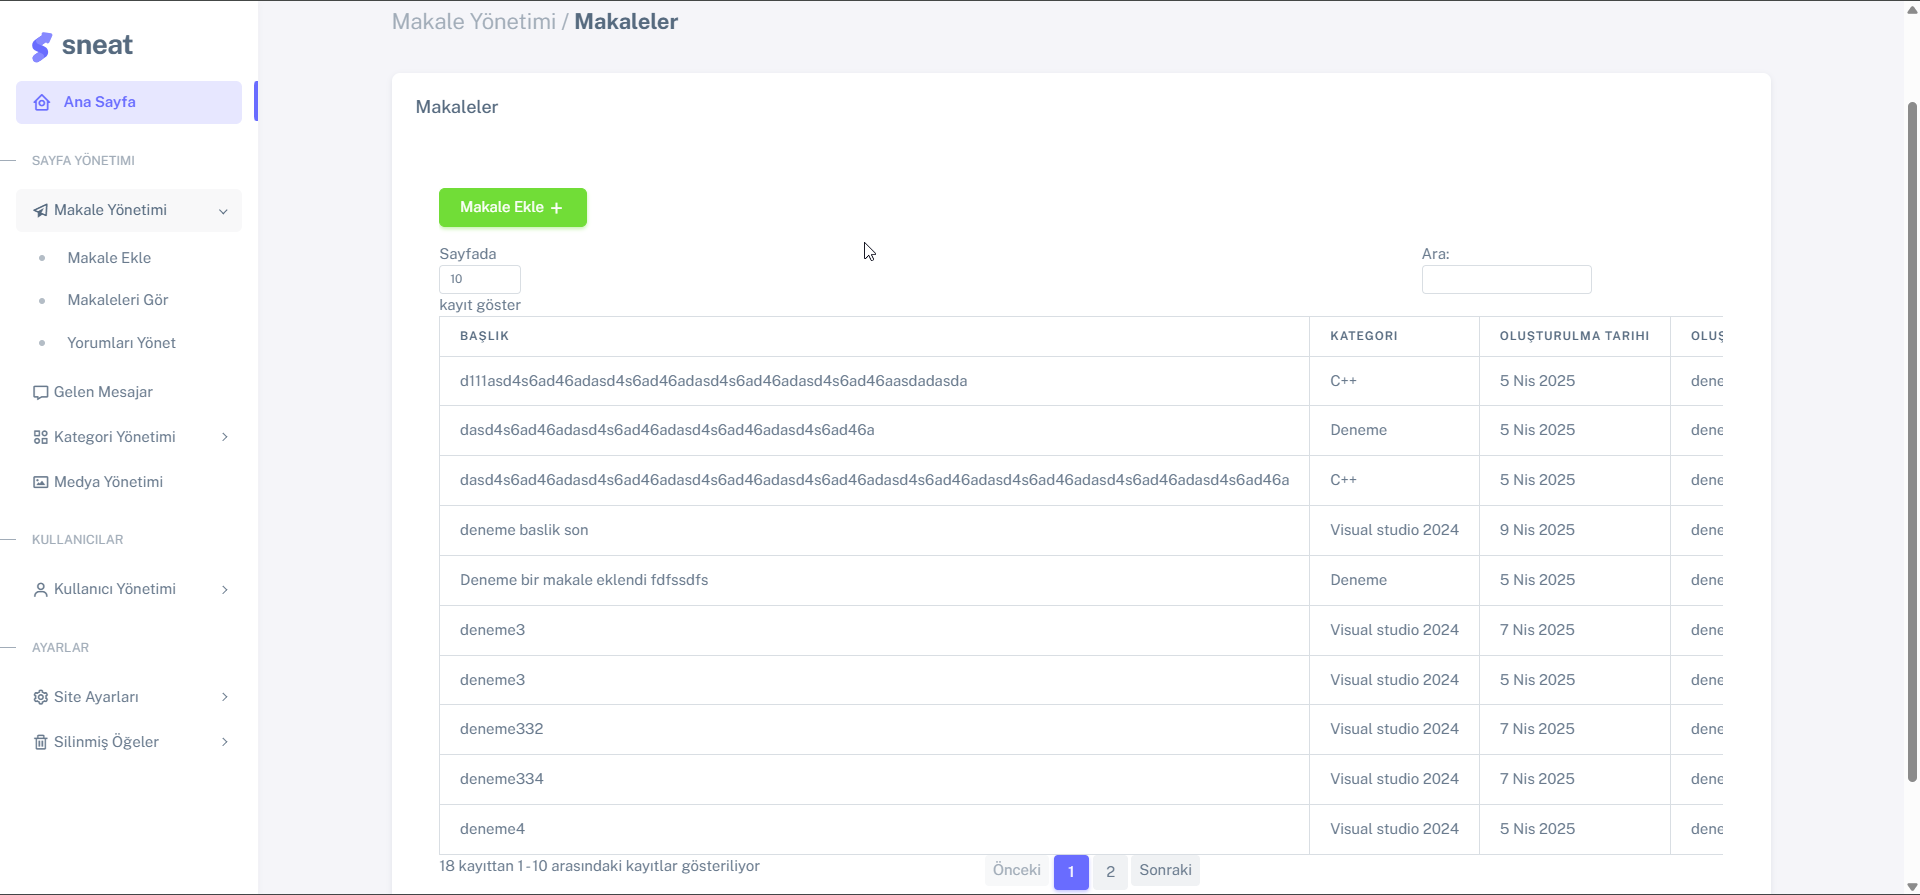 Makale Yönetimi / Makaleler
sneat
Ana Sayfa
SAYFA YÖNETIMI
Makale Yönetimi
Makale Ekle
Makaleleri Gör
Yorumları Yönet
Gelen Mesajar
Kategori Yönetimi
Medya Yönetimi
KULLANICILAR
Kullanıcı Yönetimi
AYARLAR
Site Ayarları
Silinmiş Öğeler
Makaleler
Makale Ekle +
Sayfada
10
kayıt göster
Ara:
BAŞLIK KATEGORI OLUŞTURULMA TARIHI OLUŞ
d111asd4s6ad46adasd4s6ad46adasd4s6ad46adasd4s6ad46aasdadasda C++ 5 Nis 2025 dene
dasd4s6ad46adasd4s6ad46adasd4s6ad46adasd4s6ad46a Deneme 5 Nis 2025 dene
dasd4s6ad46adasd4s6ad46adasd4s6ad46adasd4s6ad46adasd4s6ad46adasd4s6ad46adasd4s6ad46adasd4s6ad46a C++ 5 Nis 2025 dene
deneme baslik son Visual studio 2024 9 Nis 2025 dene
Deneme bir makale eklendi fdfssdfs Deneme 5 Nis 2025 dene
deneme3 Visual studio 2024 7 Nis 2025 dene
deneme3 Visual studio 2024 5 Nis 2025 dene
deneme332 Visual studio 2024 7 Nis 2025 dene
deneme334 Visual studio 2024 7 Nis 2025 dene
deneme4 Visual studio 2024 5 Nis 2025 dene
18 kayıttan 1 - 10 arasındaki kayıtlar gösteriliyor
Önceki 1 2 Sonraki